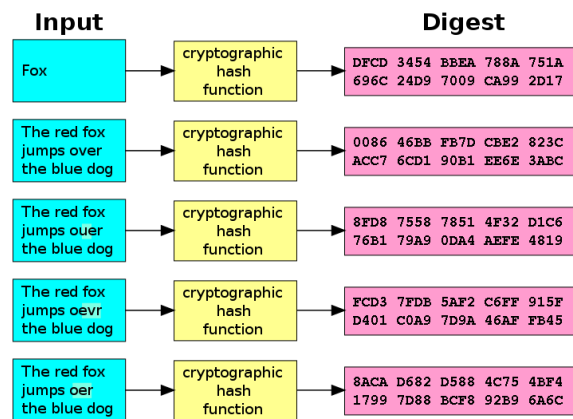 Input
Digest
Fox
cryptographic
hash
function
DFCD 3454 BBEA 788A 751A
696C 24D9 7009 CA99 2D17
The red fox
jumps over
the blue dog
cryptographic
hash
function
0086 46BB FB7D CBE2 823C
ACC7 6CD1 90B1 EE6E 3ABC
The red fox
jumps ouer
the blue dog
cryptographic
hash
function
8FD8 7558 7851 4F32 D1C6
76B1 79A9 0DA4 AEFE 4819
The red fox
jumps oevr
the blue dog
cryptographic
hash
function
FCD3 7FDB 5AF2 C6FF 915F
D401 C0A9 7D9A 46AF FB45
The red fox
jumps oer
the blue dog
cryptographic
hash
function
8ACA D682 D588 4C75 4BF4
1799 7D88 BCF8 92B9 6A6C